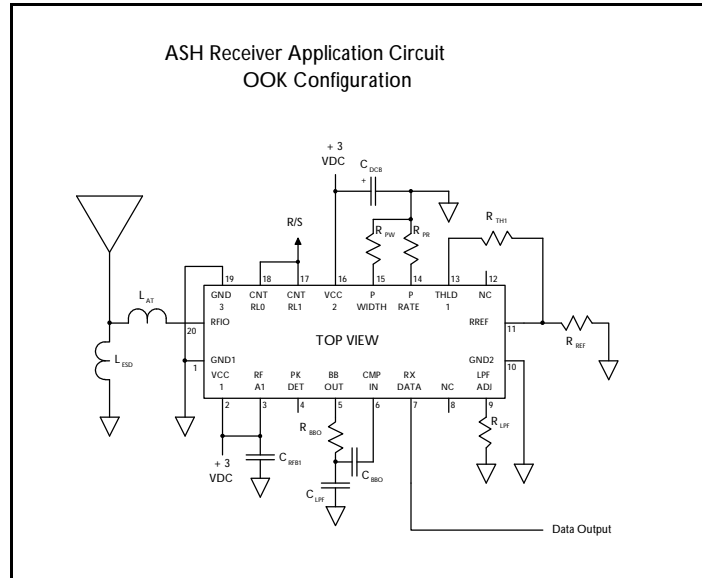 ASH Receiver Application Circuit
OOK Configuration
+ 3
VDC
C DCB
+
R/S
R PW
R PR
R TH1
19
18
17
16
15
14
13
12
GND
3
CNT
RL0
CNT
RL1
VCC
2
P
WIDTH
P
RATE
THLD
1
NC
L AT
RFIO
20
RREF
11
TOP VIEW
R REF
L ESD
1
GND1
GND2
10
VCC
1
RF
A1
PK
DET
BB
OUT
CMP
IN
RX
DATA
NC
LPF
ADJ
2
3
4
5
6
7
8
9
R BBO
R LPF
+ 3
VDC
C RFB1
C BBO
C LPF
Data Output